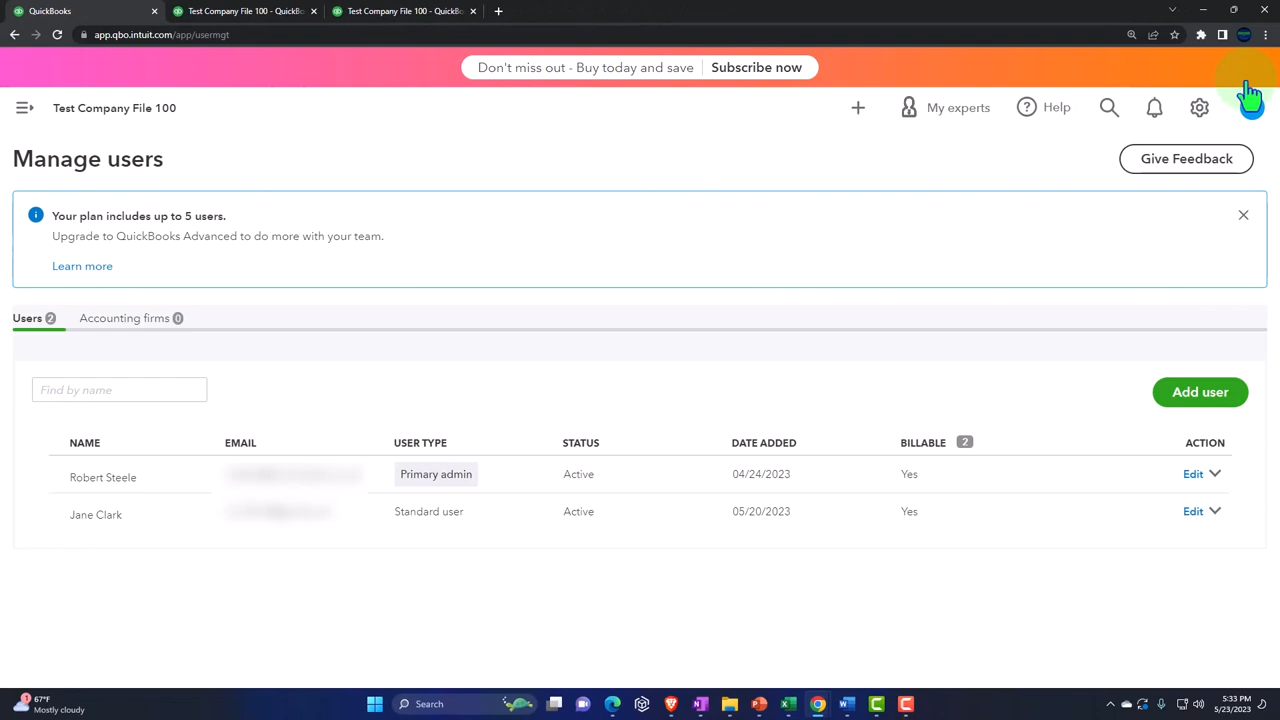 QuickBooks
Test Company File 100 - QuickBo
Test Company File 100 - QuickBo
app.qbo.intuit.com/app/usermgt
Don't miss out - Buy today and save Subscribe now
Test Company File 100
My experts
Help
Manage users
Give Feedback
Your plan includes up to 5 users.
Upgrade to QuickBooks Advanced to do more with your team.
Learn more
Users 2 Accounting firms 0
Find by name
Add user
NAME EMAIL USER TYPE STATUS DATE ADDED BILLABLE 2 ACTION
Robert Steele Primary admin Active 04/24/2023 Yes Edit
Jane Clark Standard user Active 05/20/2023 Yes Edit
1 67°F
Mostly cloudy
Search
5:33 PM
5/23/2023